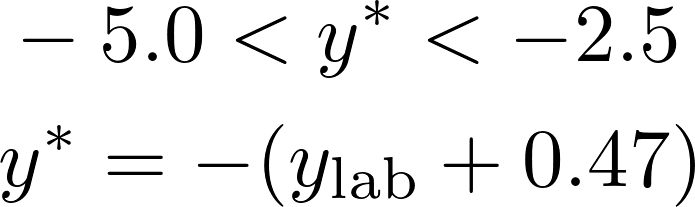 − 5.0 < y* < −2.5
y* = −(y_lab + 0.47)